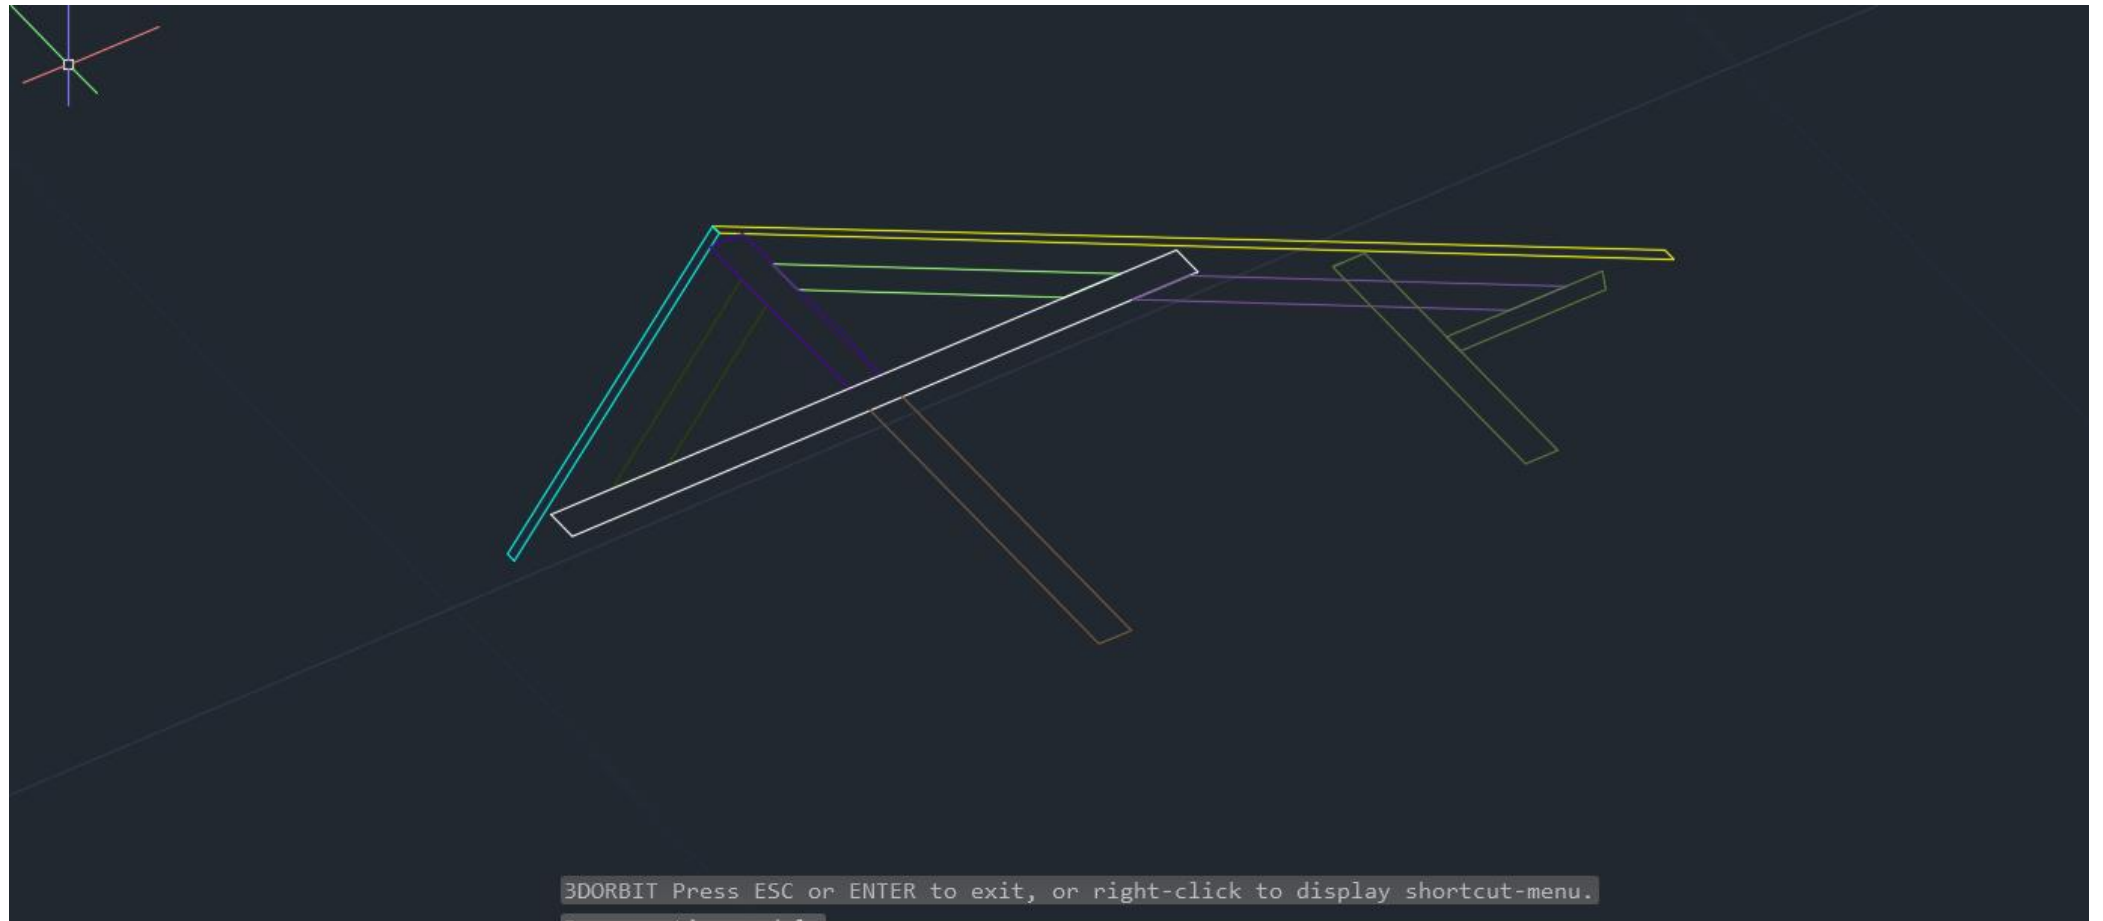 3DORBIT Press ESC or ENTER to exit, or right-click to display shortcut-menu.